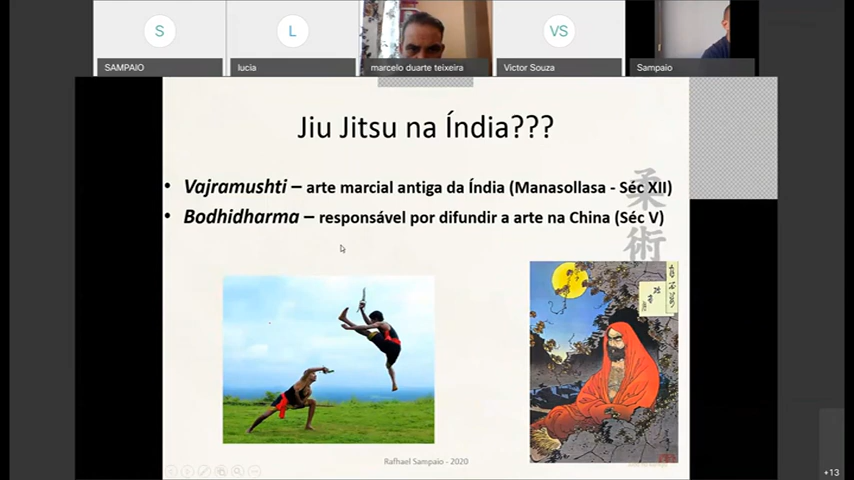 S
L
VS
SAMPAIO
lucia
marcelo duarte teixeira
Victor Souza
Sampaio
Jiu Jitsu na Índia???
• Vajramushti – arte marcial antiga da Índia (Manasollasa - Séc XII)
• Bodhidharma – responsável por difundir a arte na China (Séc V)
柔術
Rafhael Sampaio - 2020
+13